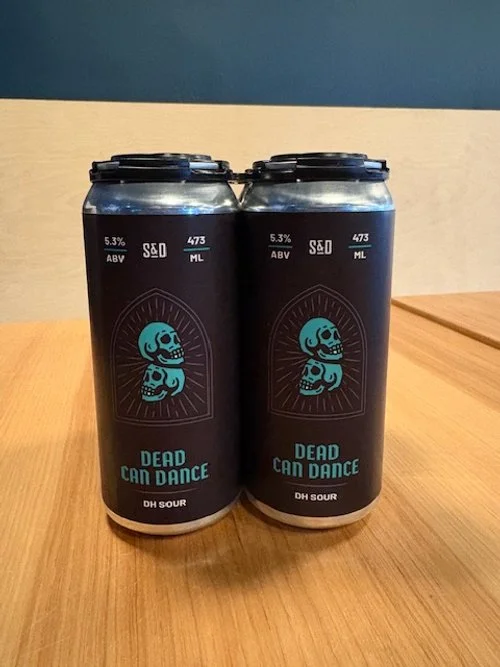 5.3% S&D 473
ABV ML
DEAD
CAN DANCE
DH SOUR
5.3% S&D 473
ABV ML
DEAD
CAN DANCE
DH SOUR